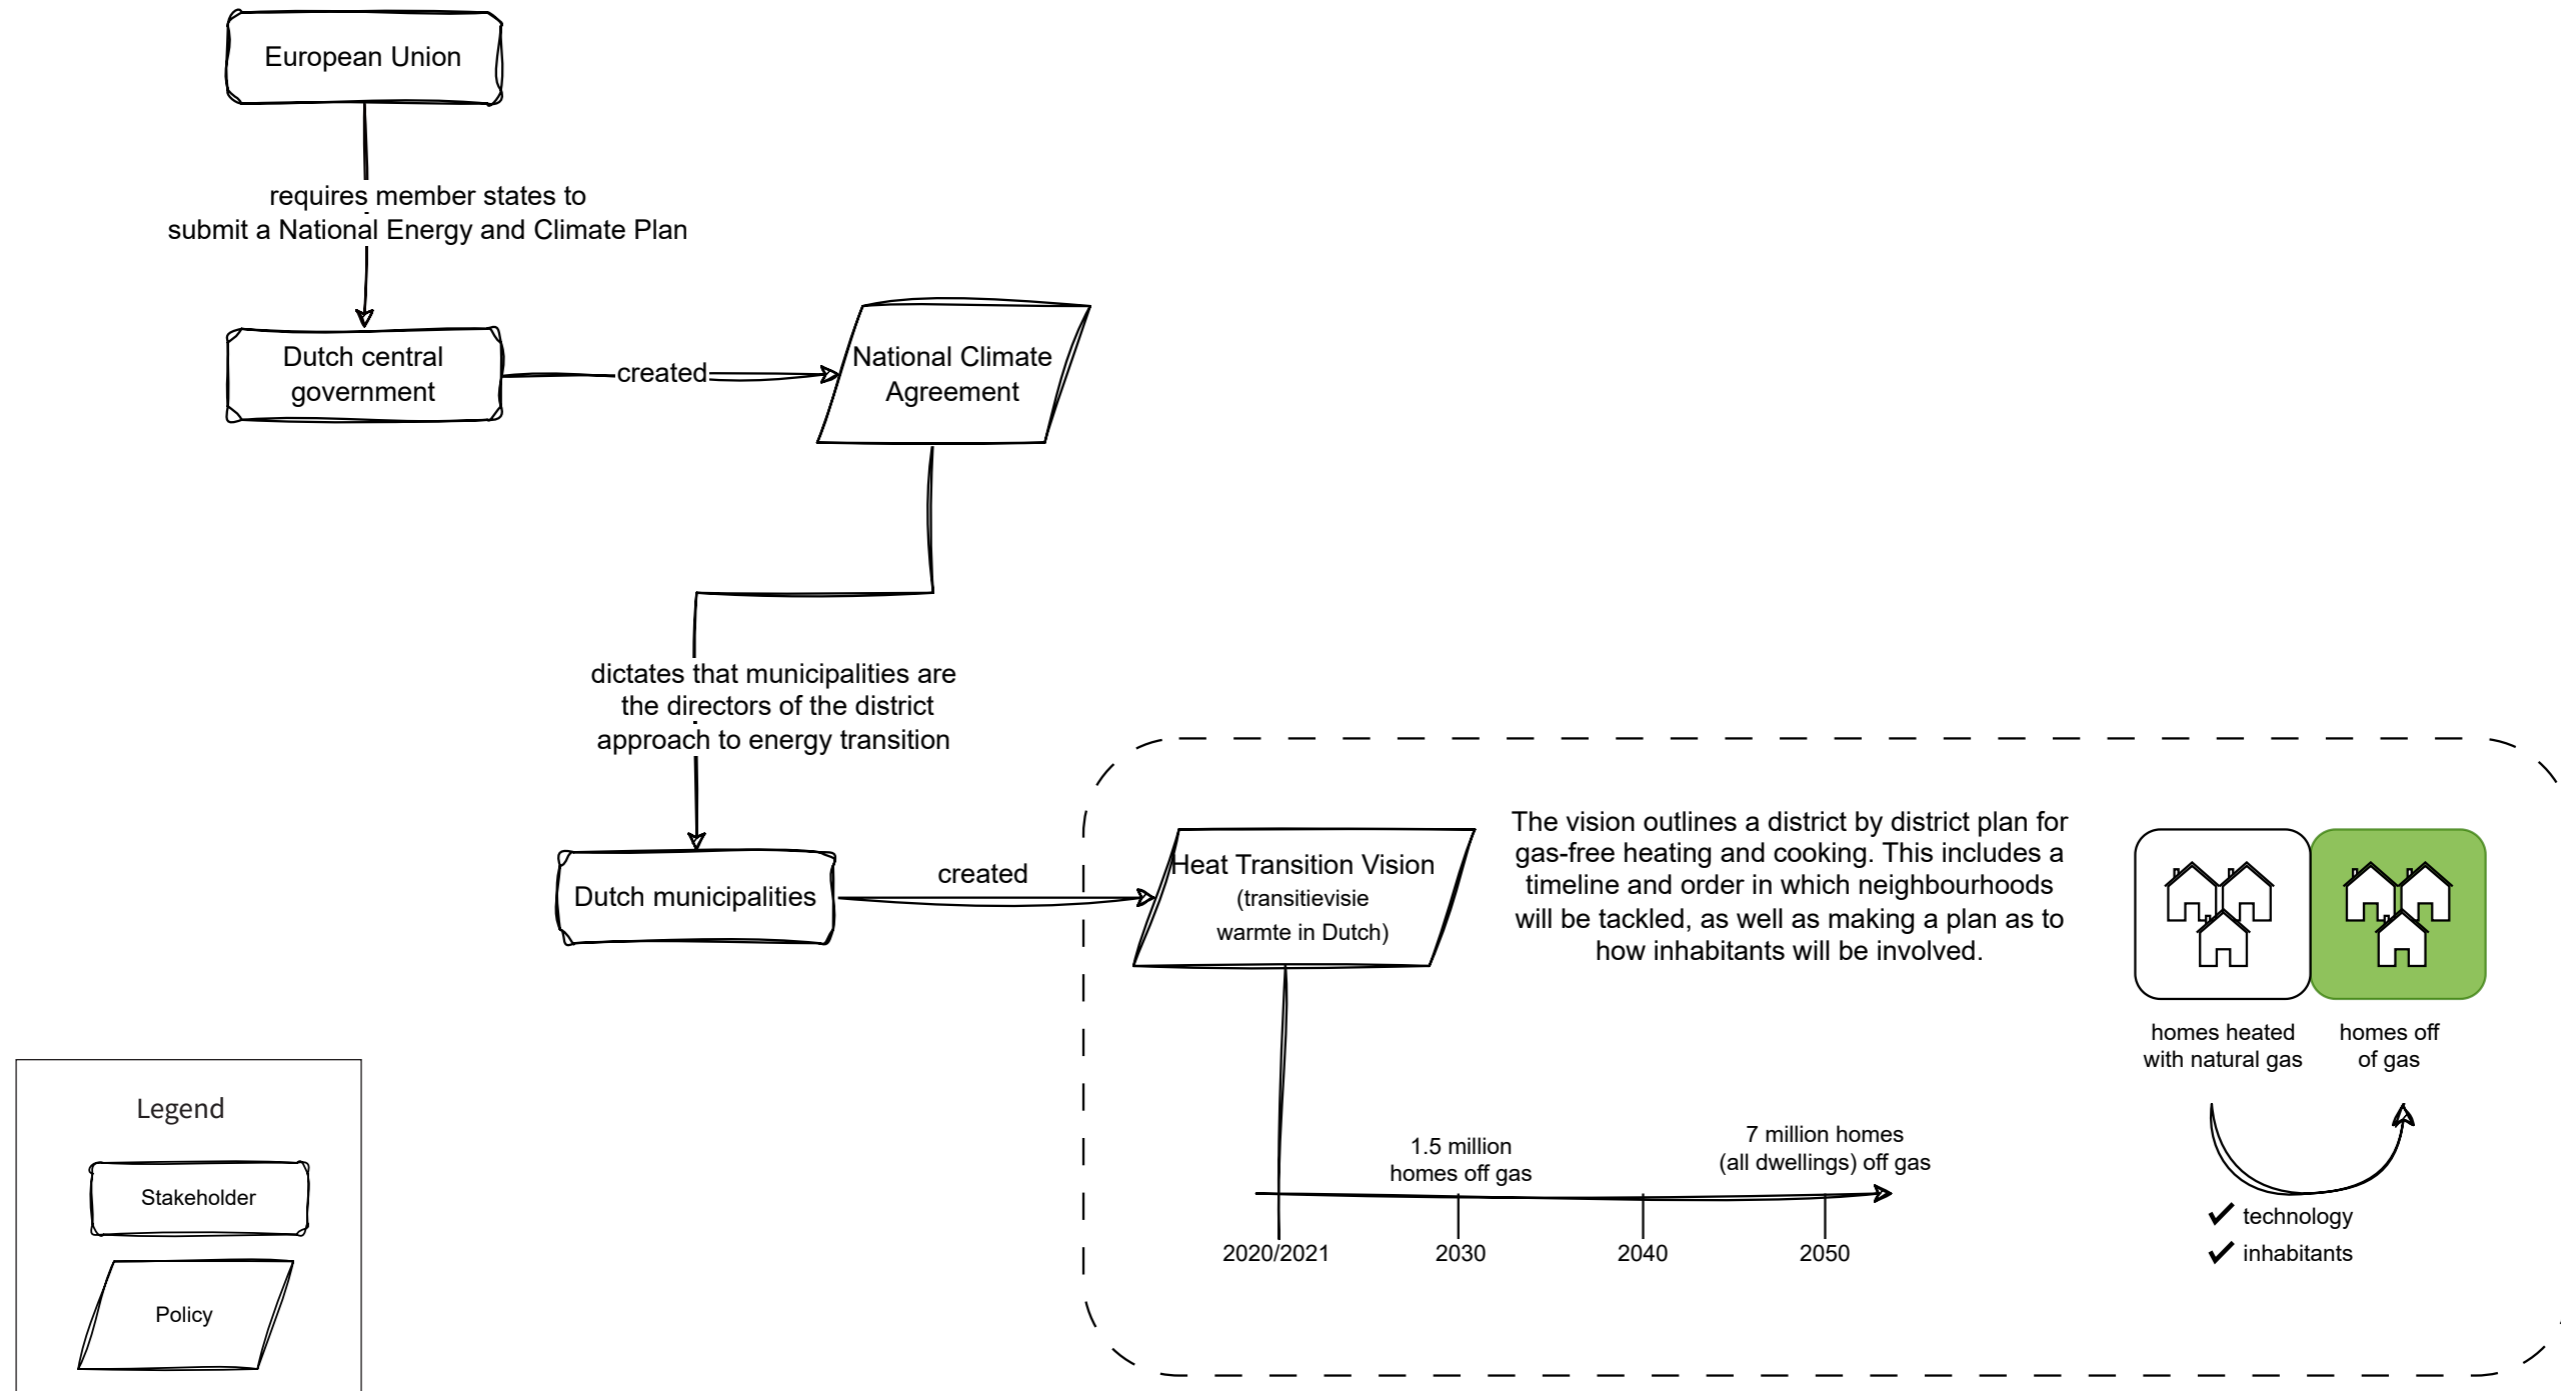 European Union
requires member states to
submit a National Energy and Climate Plan
Dutch central
government
created
National Climate
Agreement
dictates that municipalities are
the directors of the district
approach to energy transition
Dutch municipalities
created
Heat Transition Vision
(transitievisie
warmte in Dutch)
The vision outlines a district by district plan for
gas-free heating and cooking. This includes a
timeline and order in which neighbourhoods
will be tackled, as well as making a plan as to
how inhabitants will be involved.
homes heated
with natural gas
homes off
of gas
1.5 million
homes off gas
7 million homes
(all dwellings) off gas
2020/2021
2030
2040
2050
technology
inhabitants
Legend
Stakeholder
Policy